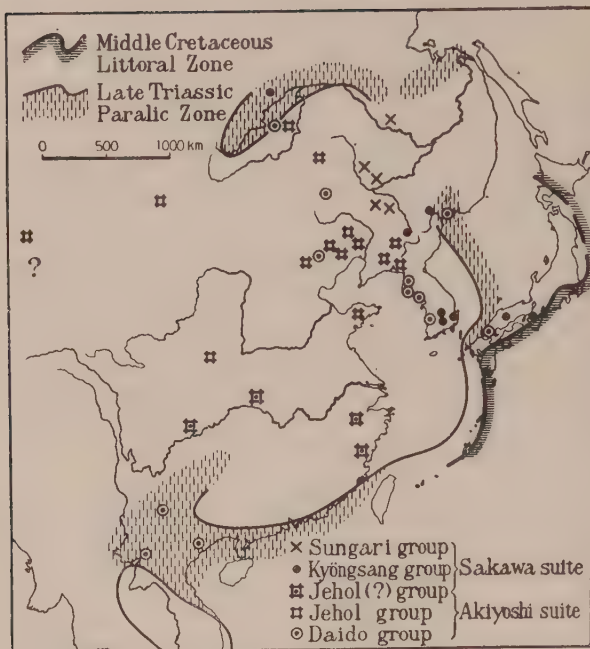 Middle Cretaceous
Littoral Zone
Late Triassic
Paralic Zone
0 500 1000 km
?
Sungari group
Kyöngsang group
Sakawa suite
Jehol(?) group
Jehol group
Akiyoshi suite
Daido group